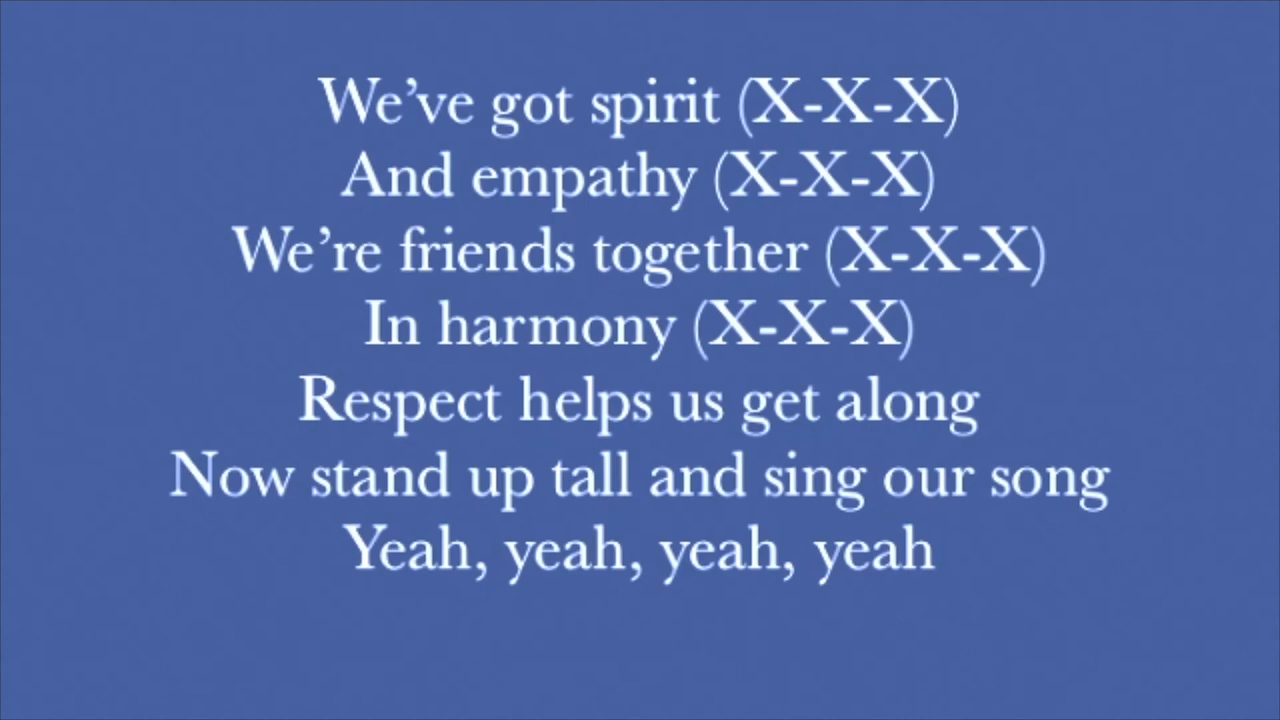 We’ve got spirit (X-X-X)
And empathy (X-X-X)
We’re friends together (X-X-X)
In harmony (X-X-X)
Respect helps us get along
Now stand up tall and sing our song
Yeah, yeah, yeah, yeah